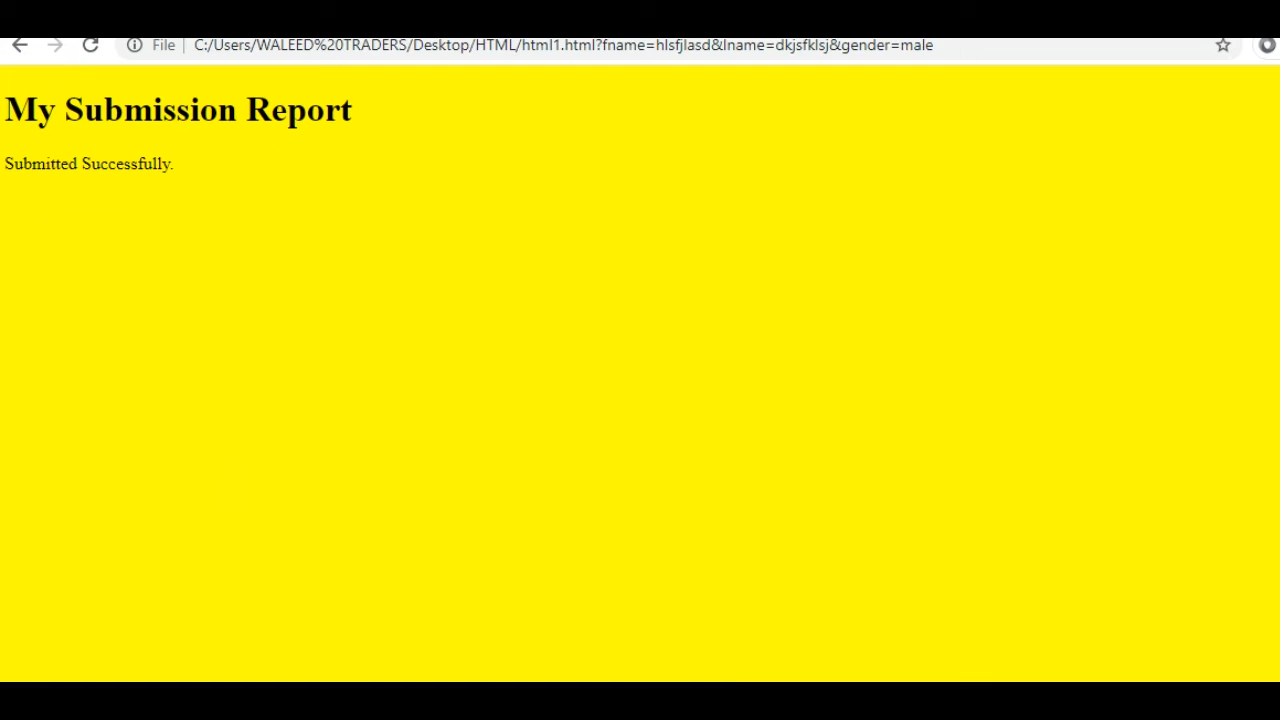 File C:/Users/WALEED%20TRADERS/Desktop/HTML/html1.html?fname=hlsfjlasd&lname=dkjsfklsj&gender=male
My Submission Report
Submitted Successfully.